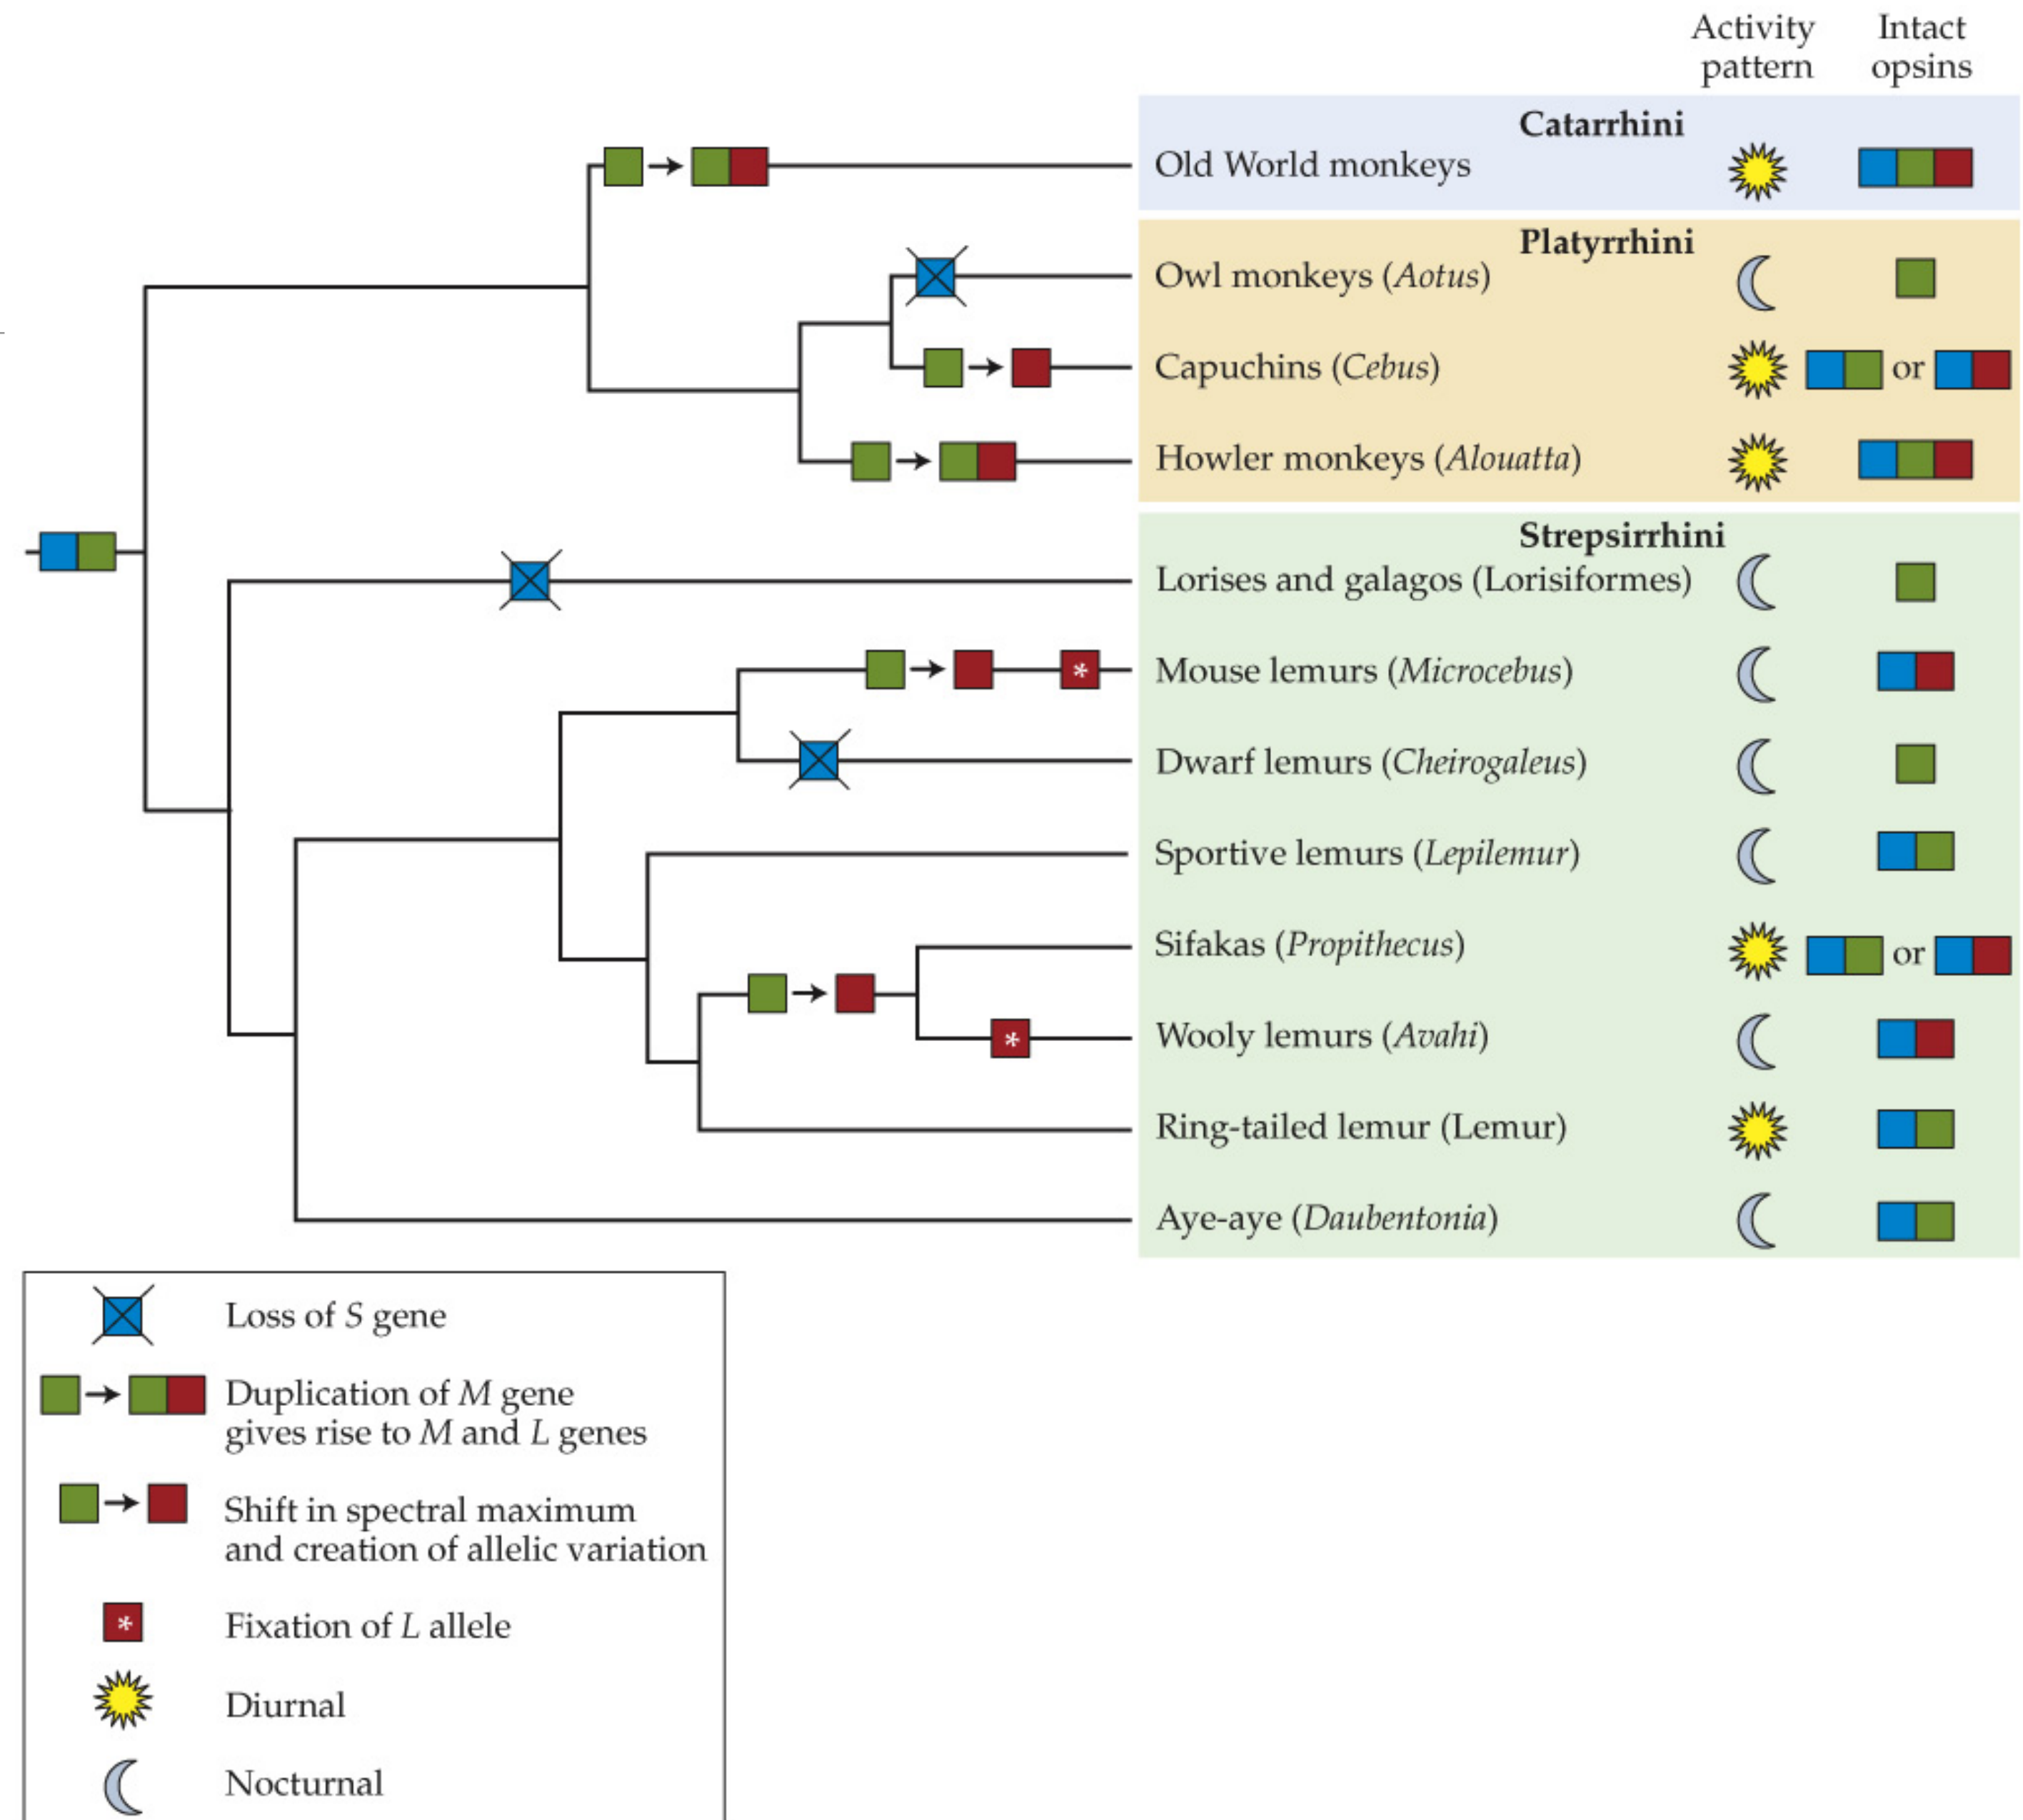 Activity pattern
Intact opsins
Catarrhini
Old World monkeys
Platyrrhini
Owl monkeys (Aotus)
Capuchins (Cebus)
or
Howler monkeys (Alouatta)
Strepsirrhini
Lorises and galagos (Lorisiformes)
Mouse lemurs (Microcebus)
*
Dwarf lemurs (Cheirogaleus)
Sportive lemurs (Lepilemur)
Sifakas (Propithecus)
or
Wooly lemurs (Avahi)
*
Ring-tailed lemur (Lemur)
Aye-aye (Daubentonia)
Loss of S gene
Duplication of M gene
gives rise to M and L genes
Shift in spectral maximum
and creation of allelic variation
*
Fixation of L allele
Diurnal
Nocturnal